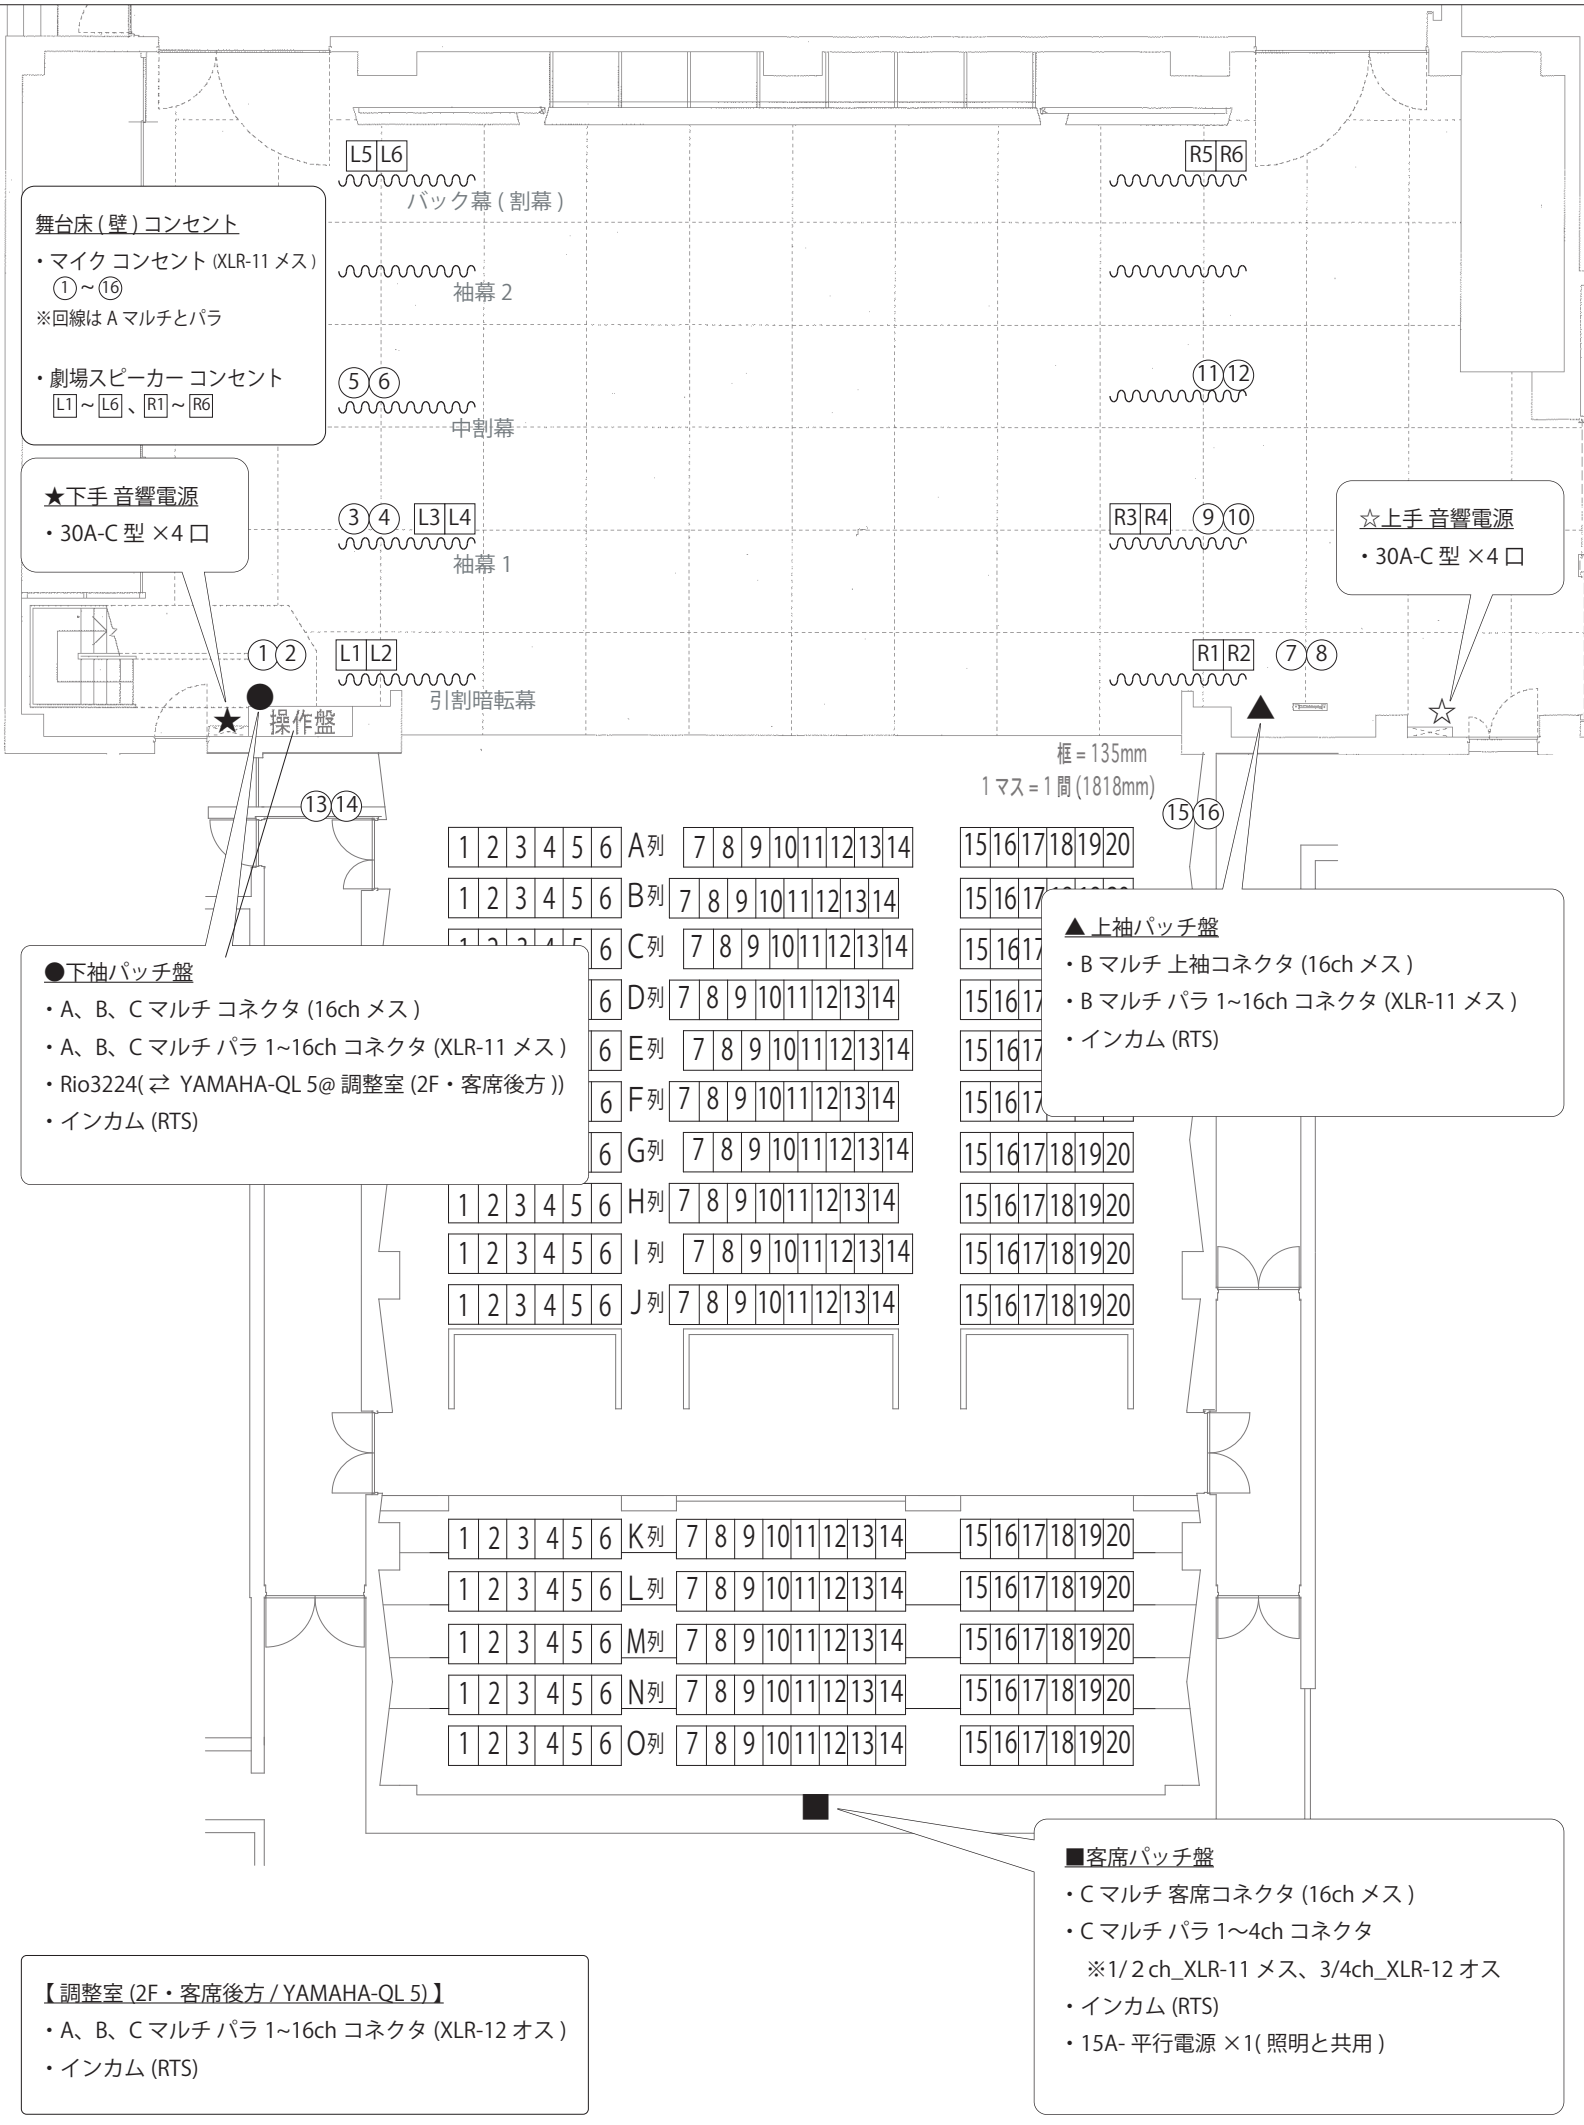 L5 L6
R5 R6
バック幕 ( 割幕 )
舞台床 ( 壁 ) コンセント
・マイク コンセント (XLR-11 メス )
①～⑯
※回線は A マルチとパラ
・劇場スピーカー コンセント
L1 ～ L6 、 R1 ～ R6
袖幕 2
⑤⑥
⑪⑫
中割幕
★下手 音響電源
・30A-C 型 ×4 口
③④ L3 L4
R3 R4 ⑨⑩
袖幕 1
☆上手 音響電源
・30A-C 型 ×4 口
①②
L1 L2
R1 R2
⑦⑧
引割暗転幕
●
★
操作盤
▲
☆
框 = 135mm
1 マス = 1 間 (1818mm)
⑬⑭
⑮⑯
1 2 3 4 5 6 A列 7 8 9 10 11 12 13 14 15 16 17 18 19 20
1 2 3 4 5 6 B列 7 8 9 10 11 12 13 14 15 16 17
6 C列 7 8 9 10 11 12 13 14 15 16 17
6 D列 7 8 9 10 11 12 13 14 15 16 17
6 E列 7 8 9 10 11 12 13 14 15 16 17
6 F列 7 8 9 10 11 12 13 14 15 16 17
6 G列 7 8 9 10 11 12 13 14 15 16 17 18 19 20
1 2 3 4 5 6 H列 7 8 9 10 11 12 13 14 15 16 17 18 19 20
1 2 3 4 5 6 I列 7 8 9 10 11 12 13 14 15 16 17 18 19 20
1 2 3 4 5 6 J列 7 8 9 10 11 12 13 14 15 16 17 18 19 20
●下袖パッチ盤
・A、B、C マルチ コネクタ (16ch メス )
・A、B、C マルチ パラ 1~16ch コネクタ (XLR-11 メス )
・Rio3224( ⇄ YAMAHA-QL 5@ 調整室 (2F・客席後方 ))
・インカム (RTS)
▲ 上袖パッチ盤
・B マルチ 上袖コネクタ (16ch メス )
・B マルチ パラ 1~16ch コネクタ (XLR-11 メス )
・インカム (RTS)
1 2 3 4 5 6 K列 7 8 9 10 11 12 13 14 15 16 17 18 19 20
1 2 3 4 5 6 L列 7 8 9 10 11 12 13 14 15 16 17 18 19 20
1 2 3 4 5 6 M列 7 8 9 10 11 12 13 14 15 16 17 18 19 20
1 2 3 4 5 6 N列 7 8 9 10 11 12 13 14 15 16 17 18 19 20
1 2 3 4 5 6 O列 7 8 9 10 11 12 13 14 15 16 17 18 19 20
■
■客席パッチ盤
・C マルチ 客席コネクタ (16ch メス )
・C マルチ パラ 1～4ch コネクタ
※1/ 2 ch_XLR-11 メス、3/4ch_XLR-12 オス
・インカム (RTS)
・15A- 平行電源 ×1( 照明と共用 )
【 調整室 (2F・客席後方 / YAMAHA-QL 5) 】
・A、B、C マルチ パラ 1~16ch コネクタ (XLR-12 オス )
・インカム (RTS)